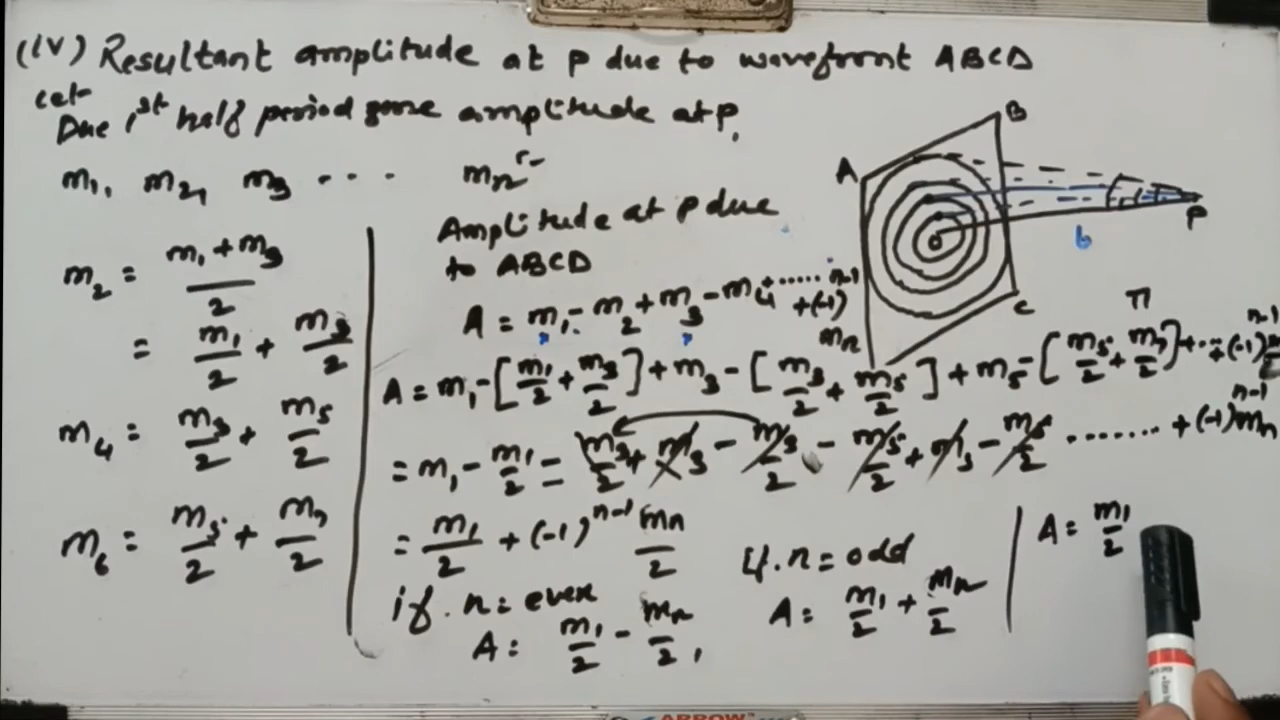 (iv) Resultant amplitude at P due to wavefront ABCD
Let
Due 1st half period zone amplitude at P,
m₁, m₂, m₃ ... mₙ
m₂ = (m₁ + m₃)/2
= m₁/2 + m₃/2
m₄ = m₃/2 + m₅/2
m₆ = m₅/2 + m₇/2
Amplitude at P due
to ABCD
A = m₁ - m₂ + m₃ - m₄ + ...... + (-1)ⁿ⁻¹ mₙ
A = m₁ - [m₁/2 + m₃/2] + m₃ - [m₃/2 + m₅/2] + m₅ - [m₅/2 + m₇/2] + ... + (-1)ⁿ⁻¹
= m₁ - m₁/2 - m₃/2 + m₃ - m₃/2 - m₅/2 + m₅ - m₅/2 ....... + (-1)ⁿ⁻¹ mₙ
= m₁/2 + (-1)ⁿ⁻¹ mₙ/2
if n = even
A = m₁/2 - mₙ/2,
if n = odd
A = m₁/2 + mₙ/2
A = m₁/2
A
B
C
P
b
π
ARROW